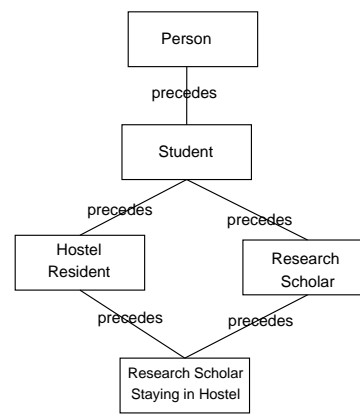 Person
precedes
Student
precedes
precedes
Hostel
Resident
Research
Scholar
precedes
precedes
Research Scholar
Staying in Hostel